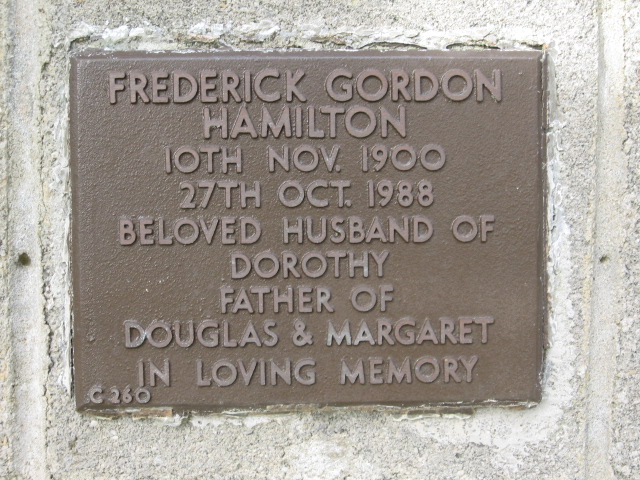 FREDERICK GORDON
HAMILTON
10TH NOV. 1900
27TH OCT. 1988
BELOVED HUSBAND OF
DOROTHY
FATHER OF
DOUGLAS & MARGARET
IN LOVING MEMORY
C 260